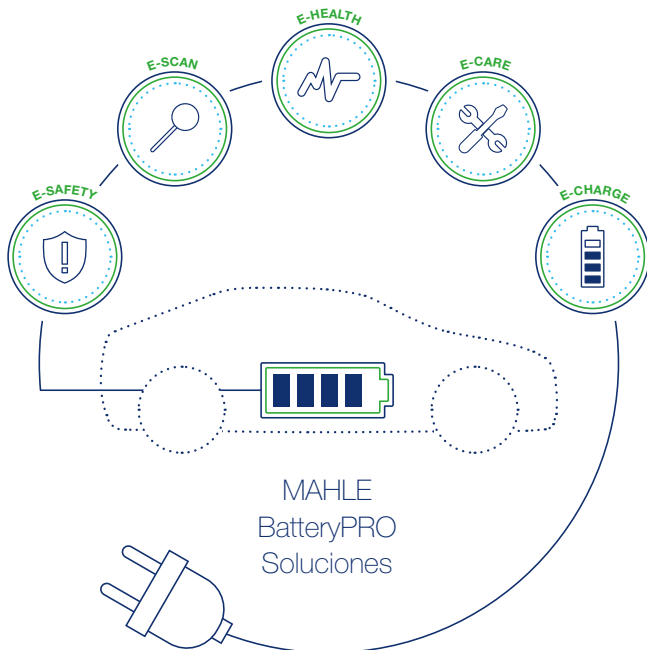 E-HEALTH
E-SCAN
E-CARE
E-SAFETY
E-CHARGE
MAHLE
BatteryPRO
Soluciones